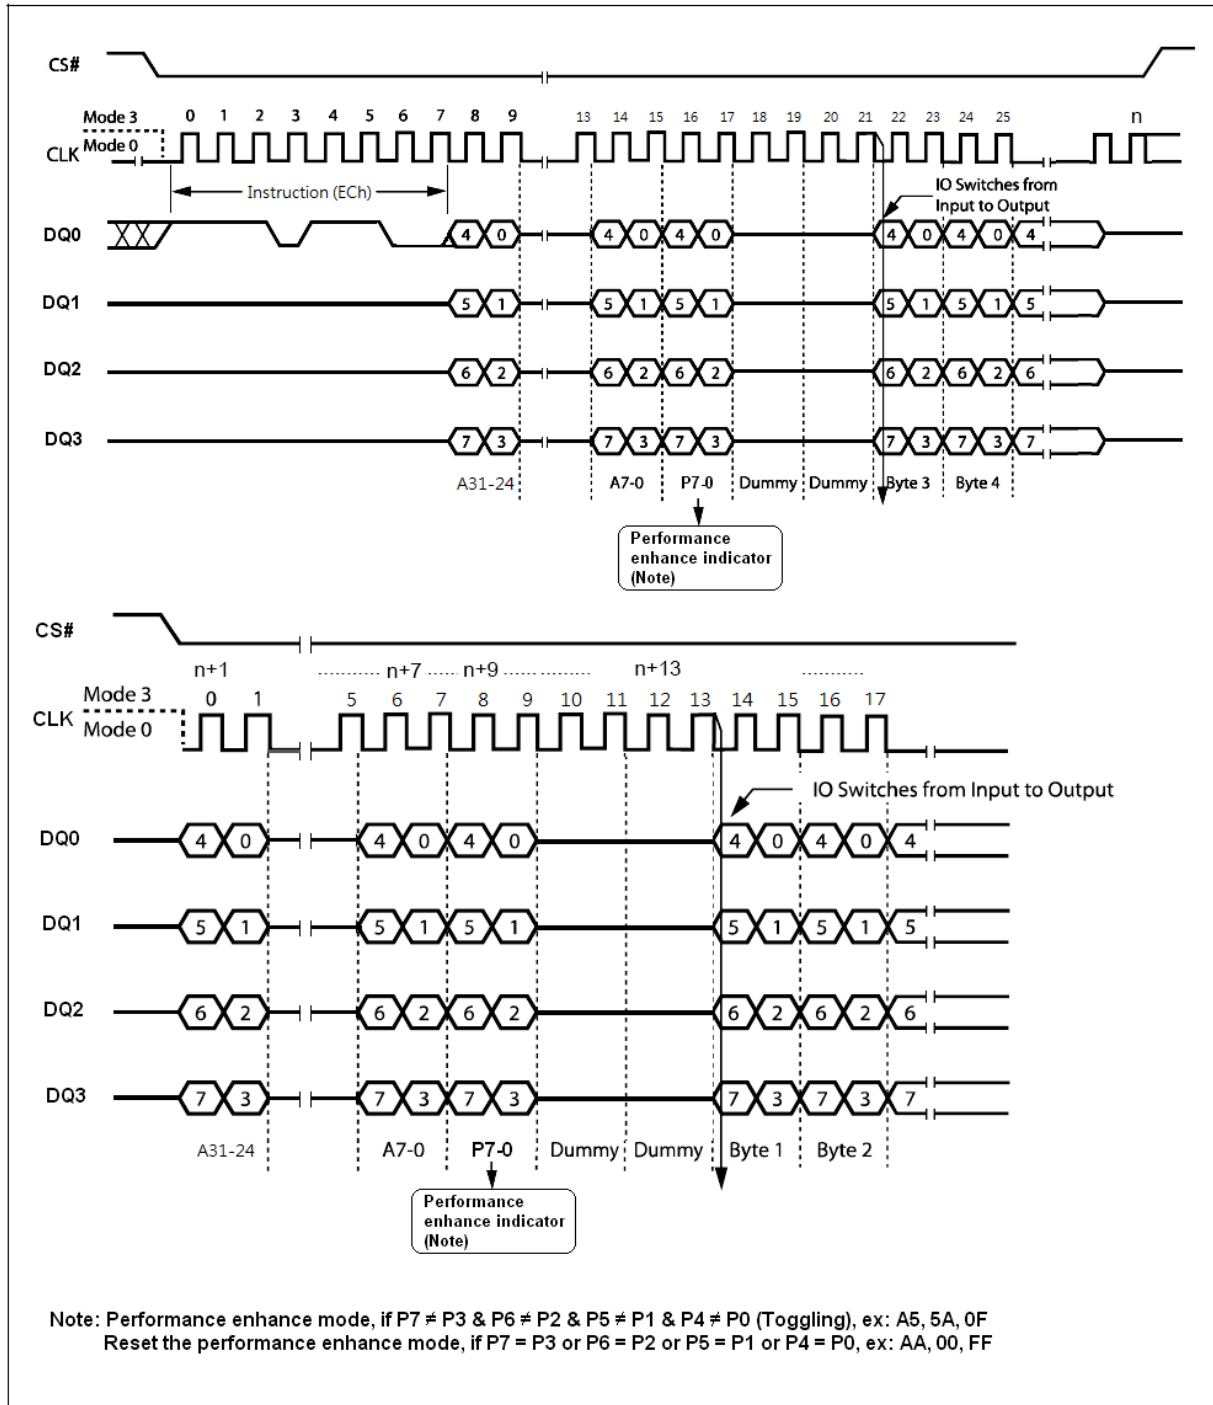 CS#
Mode 3
0 1 2 3 4 5 6 7 8 9 13 14 15 16 17 18 19 20 21 22 23 24 25 n
Mode 0
CLK
Instruction (ECh)
IO Switches from
Input to Output
DQ0 4 0 4 0 4 0 4 0 4 0 4
DQ1 5 1 5 1 5 1 5 1 5 1 5
DQ2 6 2 6 2 6 2 6 2 6 2 6
DQ3 7 3 7 3 7 3 7 3 7 3 7
A31-24 A7-0 P7-0 Dummy Dummy Byte 3 Byte 4
Performance
enhance indicator
(Note)
CS#
n+1 n+7 n+9 n+13
Mode 3 0 1 5 6 7 8 9 10 11 12 13 14 15 16 17
CLK
Mode 0
IO Switches from Input to Output
DQ0 4 0 4 0 4 0 4 0 4 0 4
DQ1 5 1 5 1 5 1 5 1 5 1 5
DQ2 6 2 6 2 6 2 6 2 6 2 6
DQ3 7 3 7 3 7 3 7 3 7 3 7
A31-24 A7-0 P7-0 Dummy Dummy Byte 1 Byte 2
Performance
enhance indicator
(Note)
Note: Performance enhance mode, if P7 ≠ P3 & P6 ≠ P2 & P5 ≠ P1 & P4 ≠ P0 (Toggling), ex: A5, 5A, 0F
Reset the performance enhance mode, if P7 = P3 or P6 = P2 or P5 = P1 or P4 = P0, ex: AA, 00, FF